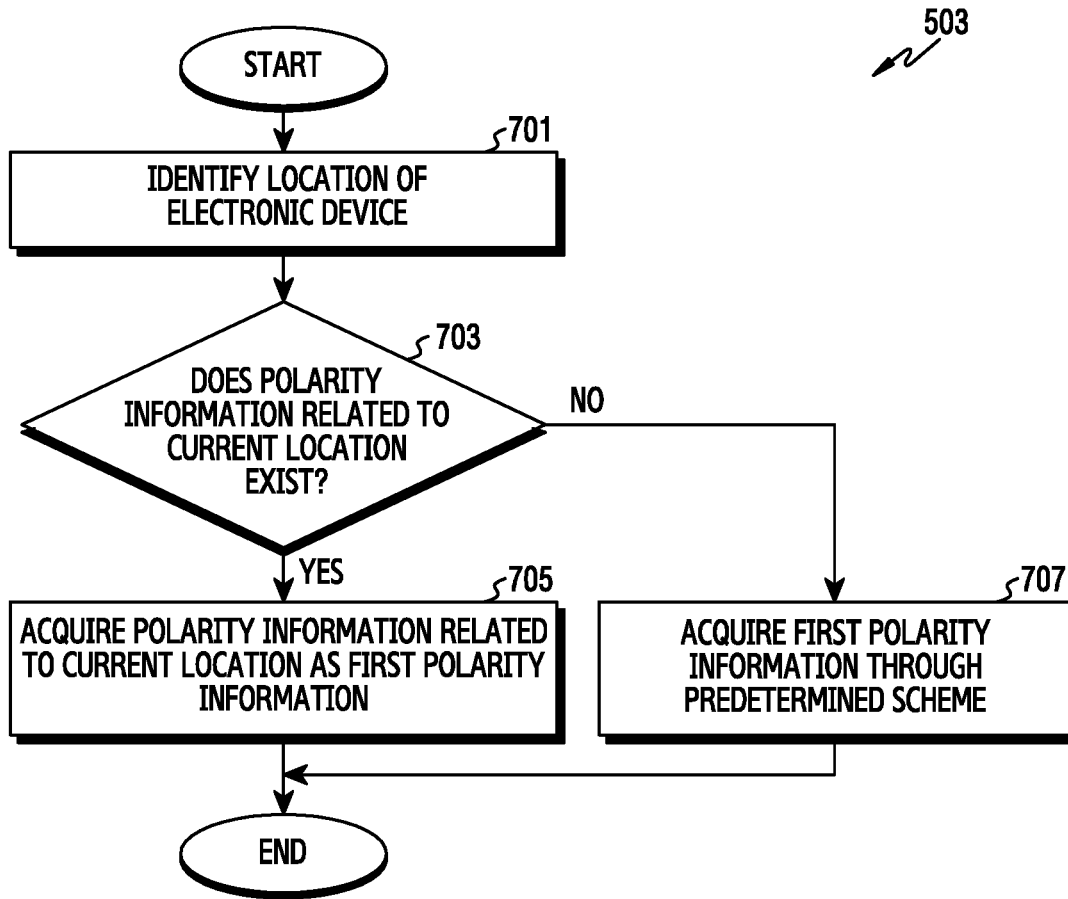 503
START
701
IDENTIFY LOCATION OF
ELECTRONIC DEVICE
703
DOES POLARITY
INFORMATION RELATED TO
CURRENT LOCATION
EXIST?
NO
YES
705
ACQUIRE POLARITY INFORMATION RELATED
TO CURRENT LOCATION AS FIRST POLARITY
INFORMATION
707
ACQUIRE FIRST POLARITY
INFORMATION THROUGH
PREDETERMINED SCHEME
END